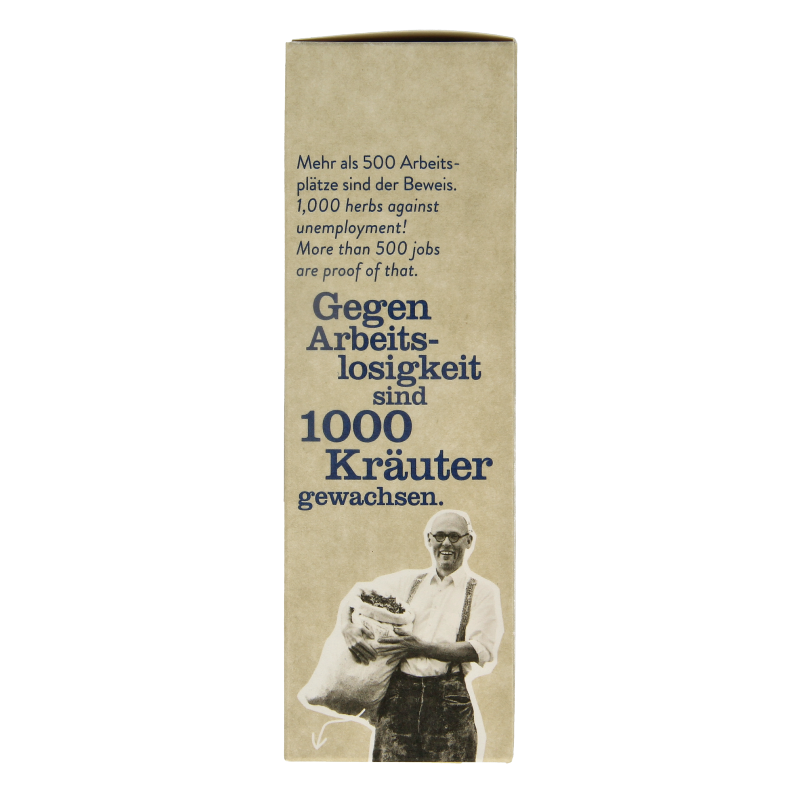 Mehr als 500 Arbeits-
plätze sind der Beweis.
1,000 herbs against
unemployment!
More than 500 jobs
are proof of that.
Gegen
Arbeits-
losigkeit
sind
1000
Kräuter
gewachsen.